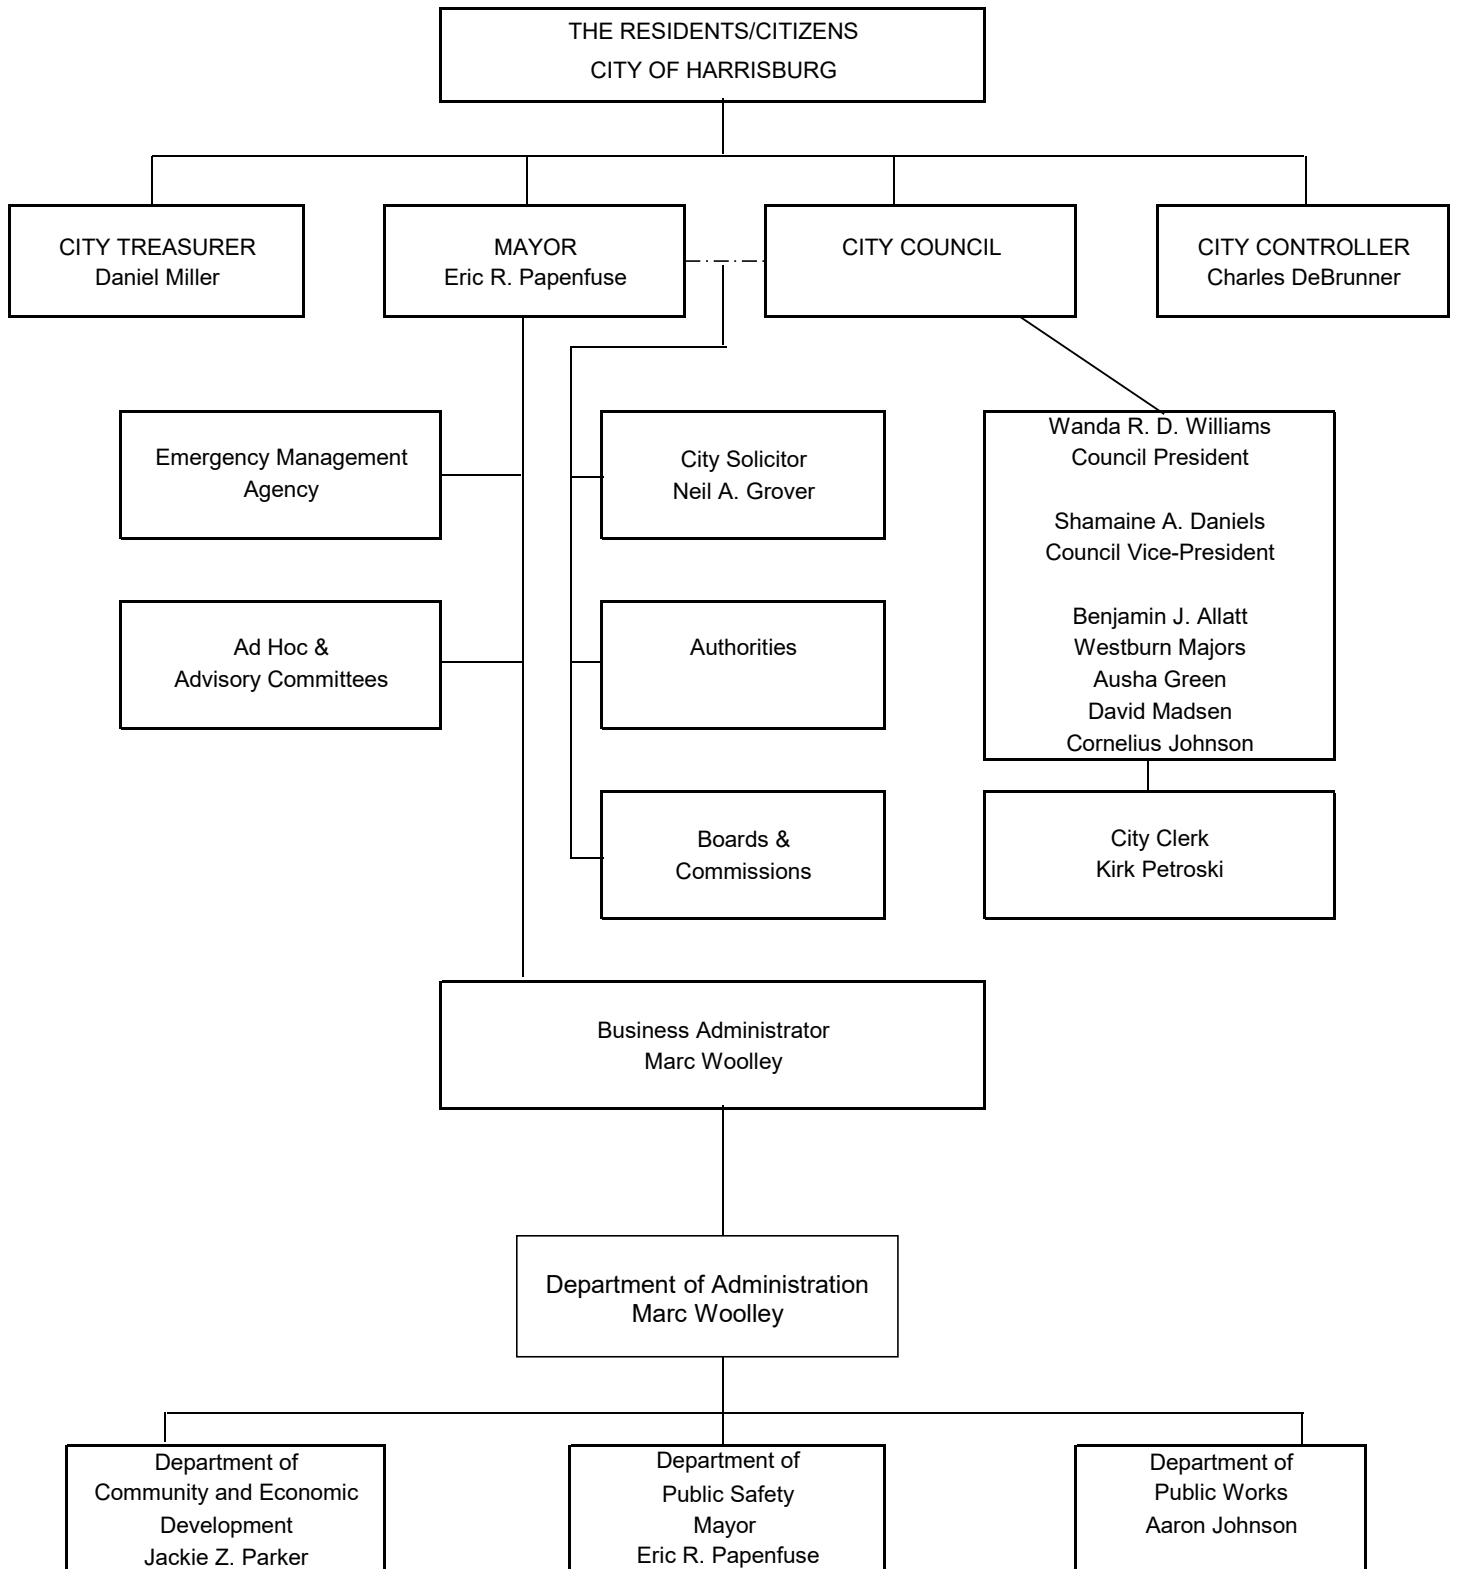 THE RESIDENTS/CITIZENS
CITY OF HARRISBURG
CITY TREASURER
Daniel Miller
MAYOR
Eric R. Papenfuse
CITY COUNCIL
CITY CONTROLLER
Charles DeBrunner
Emergency Management
Agency
City Solicitor
Neil A. Grover
Wanda R. D. Williams
Council President
Shamaine A. Daniels
Council Vice-President
Benjamin J. Allatt
Westburn Majors
Ausha Green
David Madsen
Cornelius Johnson
Ad Hoc &
Advisory Committees
Authorities
Boards &
Commissions
City Clerk
Kirk Petroski
Business Administrator
Marc Woolley
Department of Administration
Marc Woolley
Department of
Community and Economic
Development
Jackie Z. Parker
Department of
Public Safety
Mayor
Eric R. Papenfuse
Department of
Public Works
Aaron Johnson